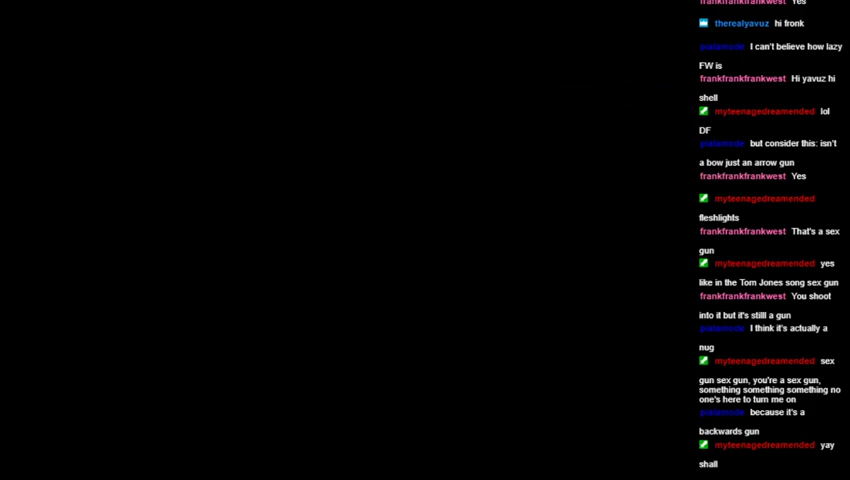 frankfrankfrankwest Yes
therealyavuz hi fronk
I can't believe how lazy
FW is
frankfrankfrankwest Hi yavuz hi
shell
myteenagedreamended lol
DF
but consider this: isn't
a bow just an arrow gun
frankfrankfrankwest Yes
myteenagedreamended
fleshlights
frankfrankfrankwest That's a sex
gun
myteenagedreamended yes
like in the Tom Jones song sex gun
frankfrankfrankwest You shoot
into it but it's stilll a gun
I think it's actually a
nug
myteenagedreamended sex
gun sex gun, you're a sex gun,
something something something no
one's here to turn me on
because it's a
backwards gun
myteenagedreamended yay
shall